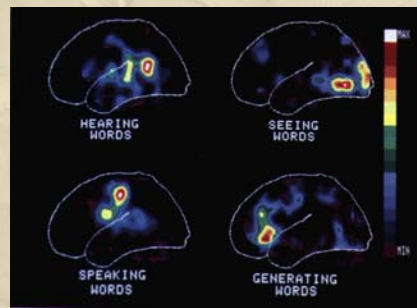 MAX
HEARING
WORDS
SEEING
WORDS
SPEAKING
WORDS
GENERATING
WORDS
MIN